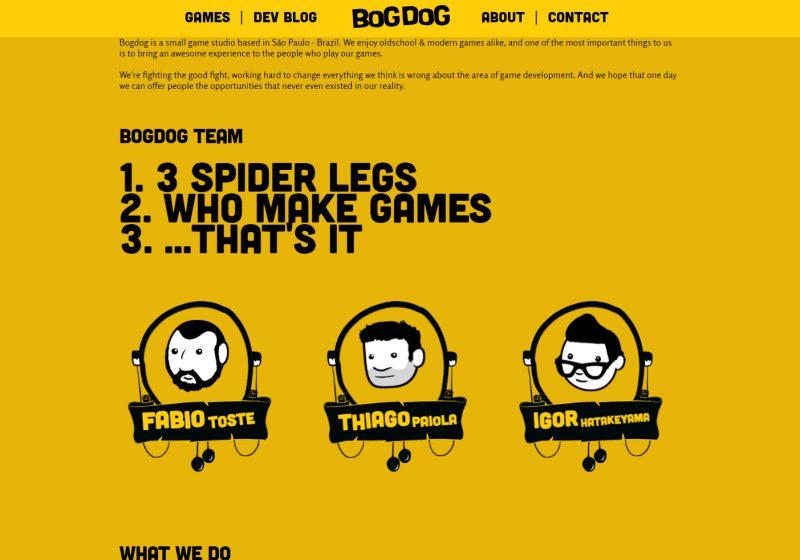 GAMES | DEV BLOG BOGDOG ABOUT | CONTACT
Bogdog is a small game studio based in São Paulo - Brazil. We enjoy oldschool & modern games alike, and one of the most important things to us
is to bring an awesome experience to the people who play our games.
We're fighting the good fight, working hard to change everything we think is wrong about the area of game development. And we hope that one day
we can offer people the opportunities that never even existed in our reality.
BOGDOG TEAM
1. 3 SPIDER LEGS
2. WHO MAKE GAMES
3. ...THAT'S IT
FABIO TOSTE
THIAGO PAIOLA
IGOR HATAKEYAMA
WHAT WE DO